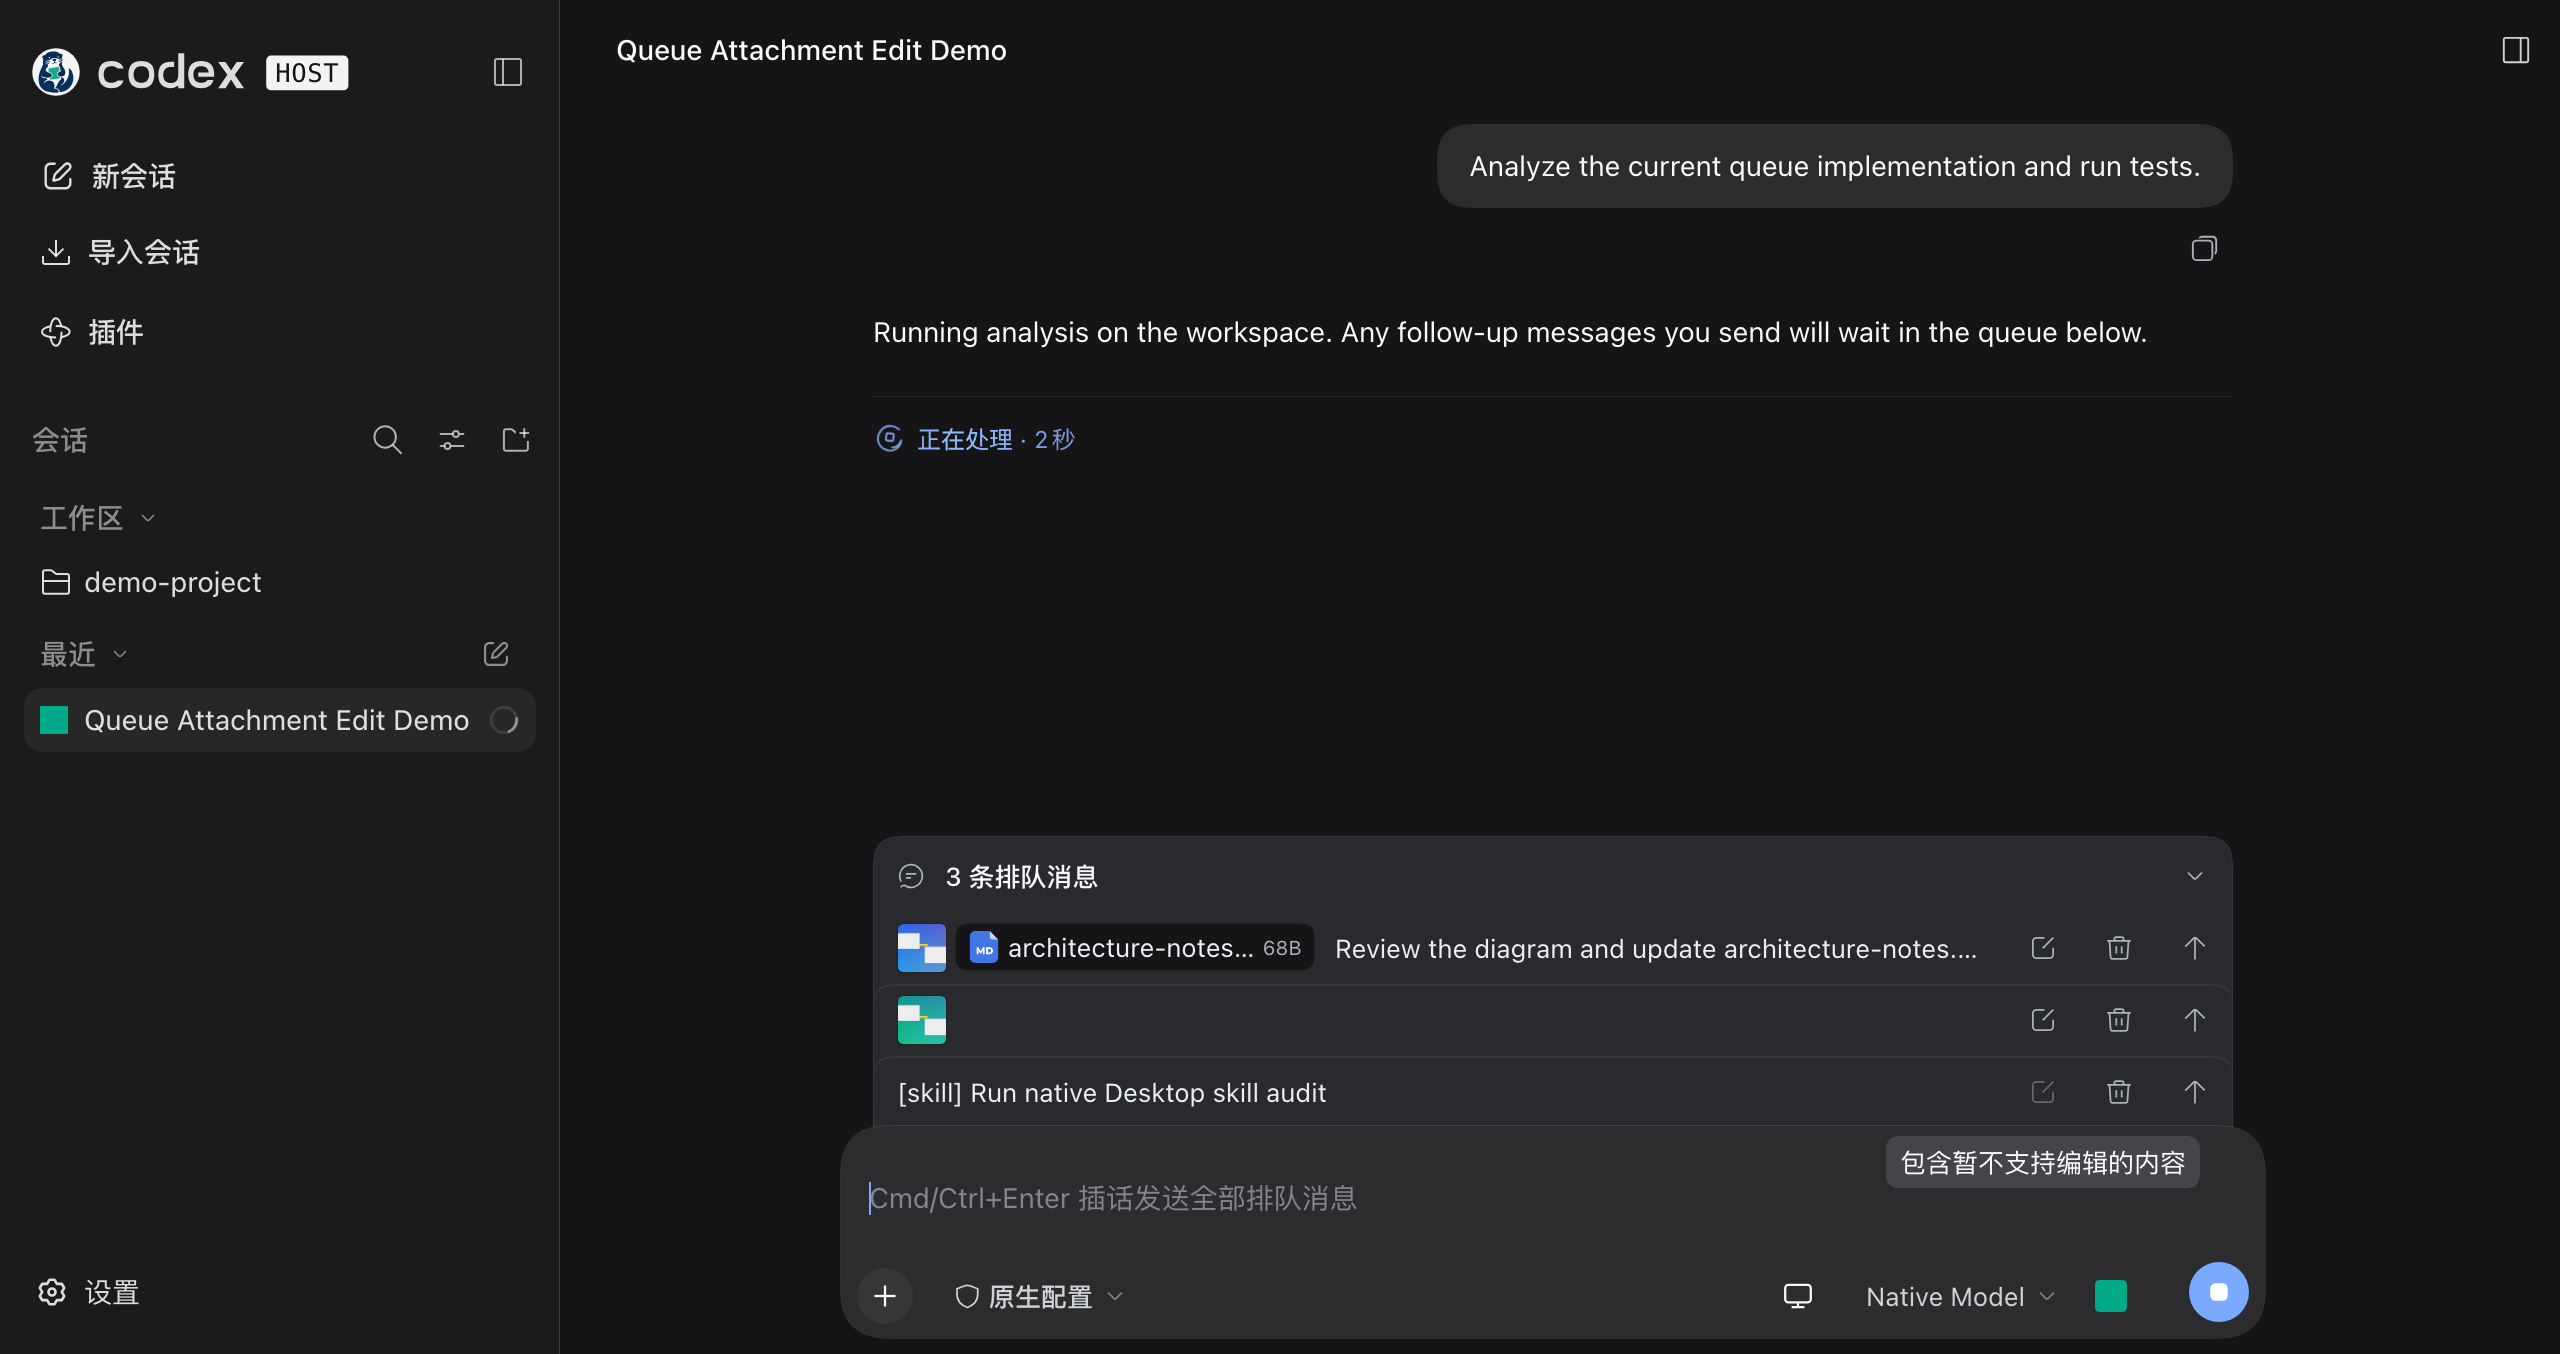 codex HOST
新会话
导入会话
插件
会话
工作区
demo-project
最近
Queue Attachment Edit Demo
设置
Queue Attachment Edit Demo
Analyze the current queue implementation and run tests.
Running analysis on the workspace. Any follow-up messages you send will wait in the queue below.
正在处理 · 2 秒
3 条排队消息
MD architecture-notes... 68B Review the diagram and update architecture-notes....
[skill] Run native Desktop skill audit
包含暂不支持编辑的内容
Cmd/Ctrl+Enter 插话发送全部排队消息
原生配置
Native Model